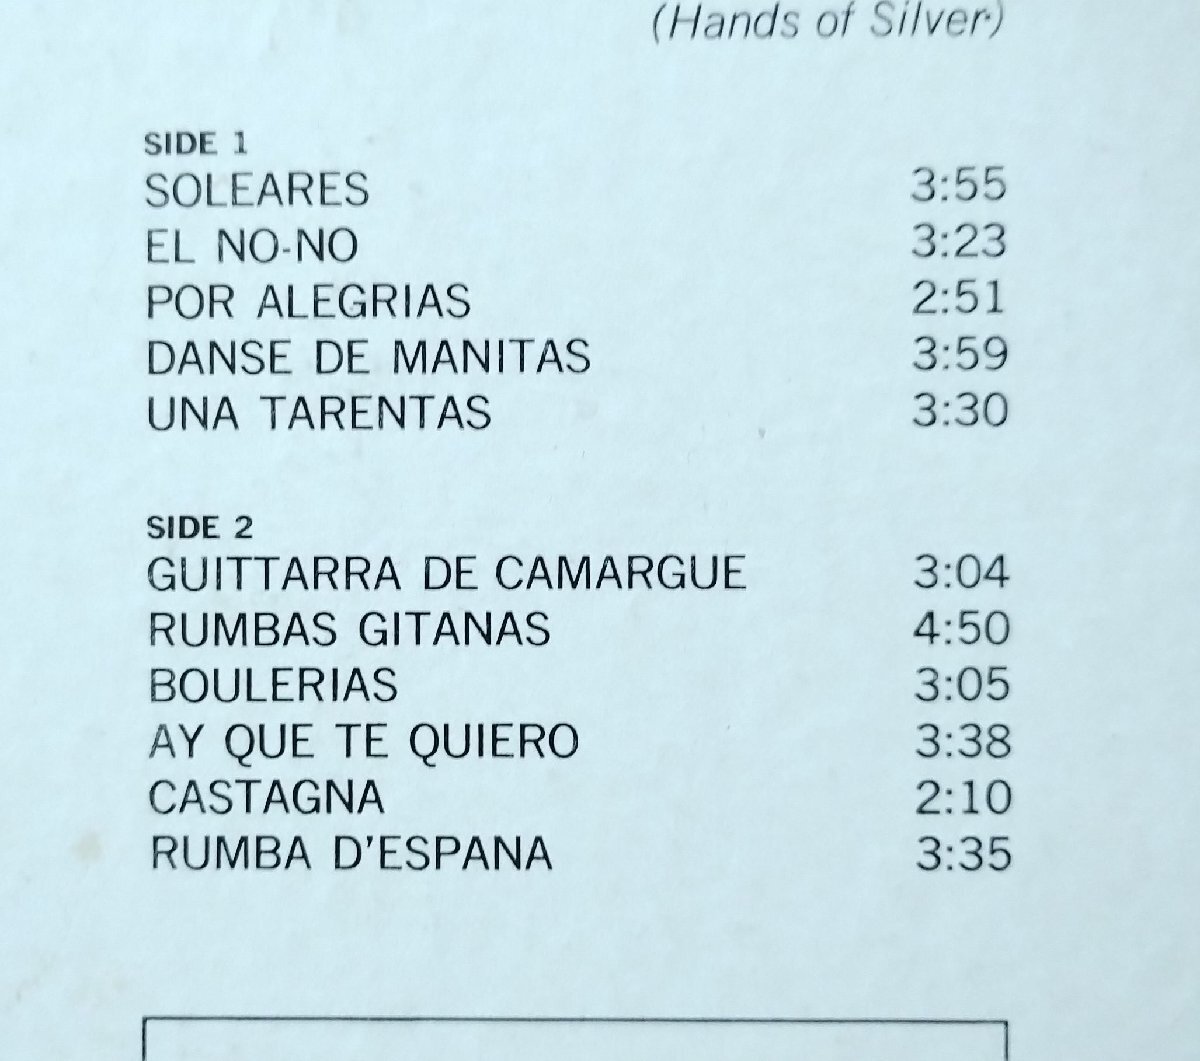 (Hands of Silver)
SIDE 1
SOLEARES 3:55
EL NO-NO 3:23
POR ALEGRIAS 2:51
DANSE DE MANITAS 3:59
UNA TARENTAS 3:30
SIDE 2
GUITTARRA DE CAMARGUE 3:04
RUMBAS GITANAS 4:50
BOULERIAS 3:05
AY QUE TE QUIERO 3:38
CASTAGNA 2:10
RUMBA D'ESPANA 3:35